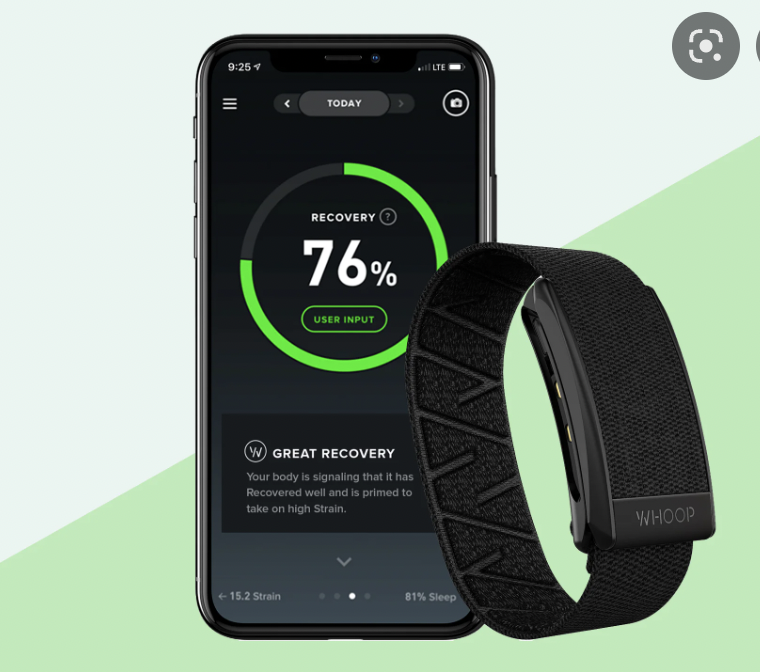 9:25
LTE
TODAY
RECOVERY ?
76%
USER INPUT
GREAT RECOVERY
Your body is signaling that it has
Recovered well and is primed to
take on high Strain.
← 15.2 Strain
81% Sleep
WHOOP